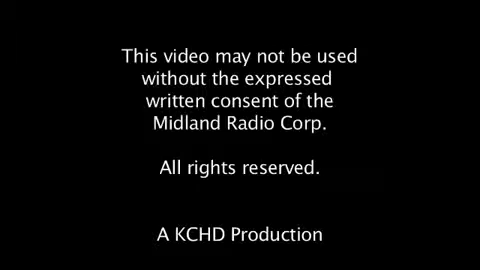 This video may not be used
without the expressed
written consent of the
Midland Radio Corp.
All rights reserved.
A KCHD Production